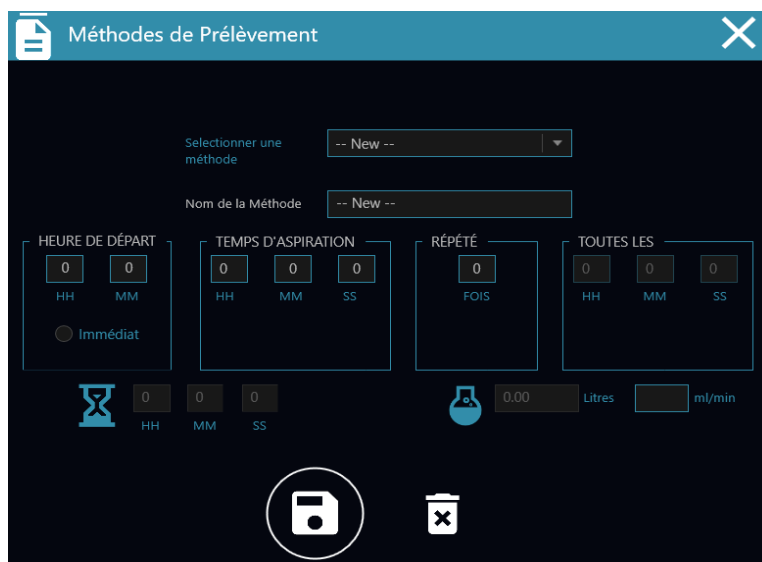 Méthodes de Prélèvement
Selectionner une
méthode
-- New --
Nom de la Méthode
-- New --
HEURE DE DÉPART
0 0
HH MM
Immédiat
TEMPS D'ASPIRATION
0 0 0
HH MM SS
RÉPÉTÉ
0
FOIS
TOUTES LES
0 0 0
HH MM SS
0 0 0
HH MM SS
0.00 Litres ml/min